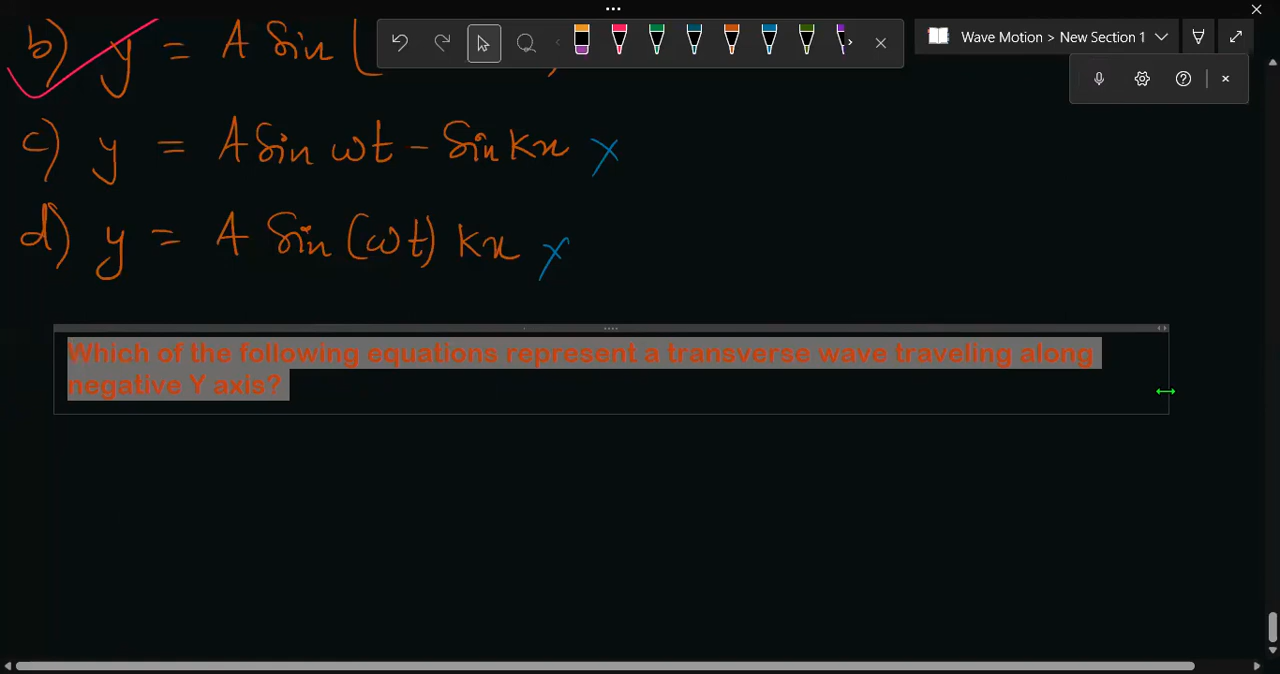 Wave Motion > New Section 1
b) y = A Sin (
c) y = A Sin ωt - Sin kx x
d) y = A Sin (ωt) kx x
Which of the following equations represent a transverse wave traveling along
negative Y axis?